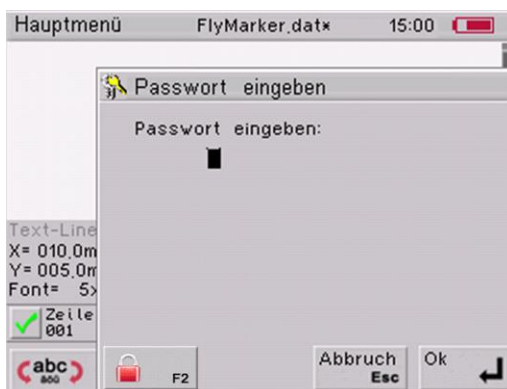 Hauptmenü FlyMarker.dat* 15:00
Passwort eingeben
Passwort eingeben:
Text-Line
X= 010.0m
Y= 005.0m
Font= 5x
Zeile
001
abc
F2
Abbruch
Esc
Ok